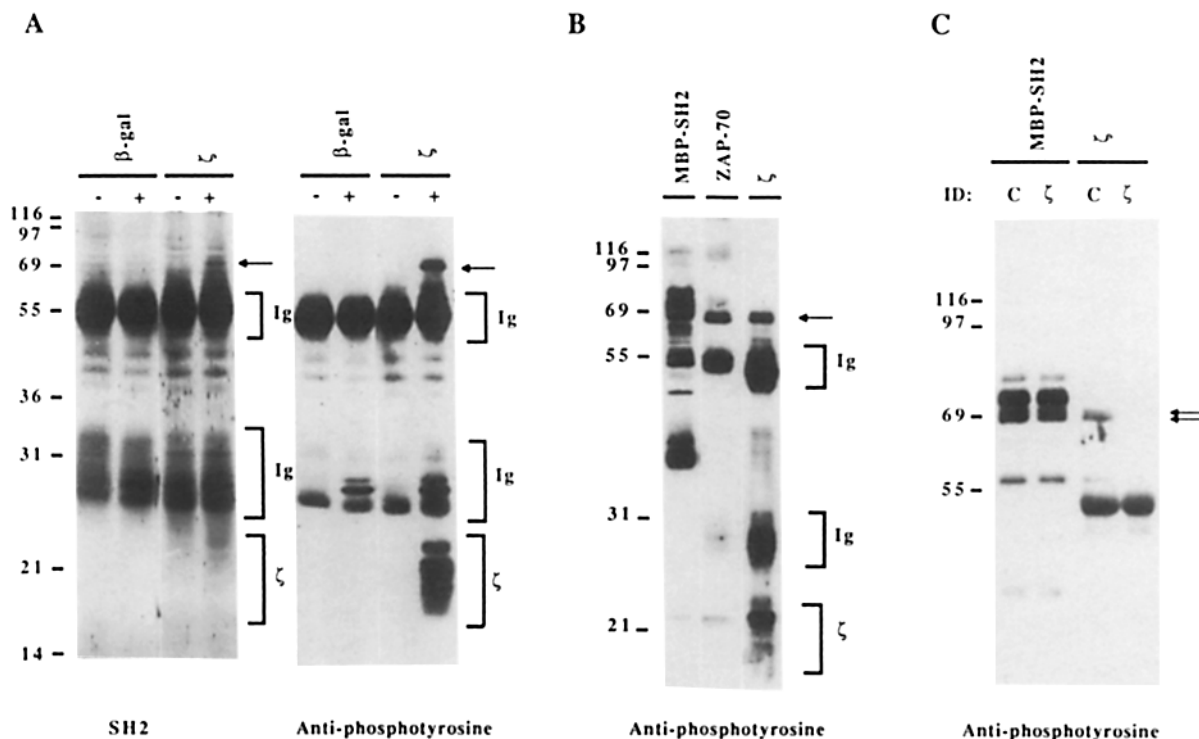 A
β-gal
ζ
- + - +
116
97
69
55
36
31
21
14
Ig
Ig
ζ
SH2
β-gal
ζ
- + - +
Ig
Ig
ζ
Anti-phosphotyrosine
B
MBP-SH2
ZAP-70
ζ
116
97
69
55
31
21
Ig
Ig
ζ
Anti-phosphotyrosine
C
MBP-SH2
ζ
ID: C ζ C ζ
116
97
69
55
Anti-phosphotyrosine